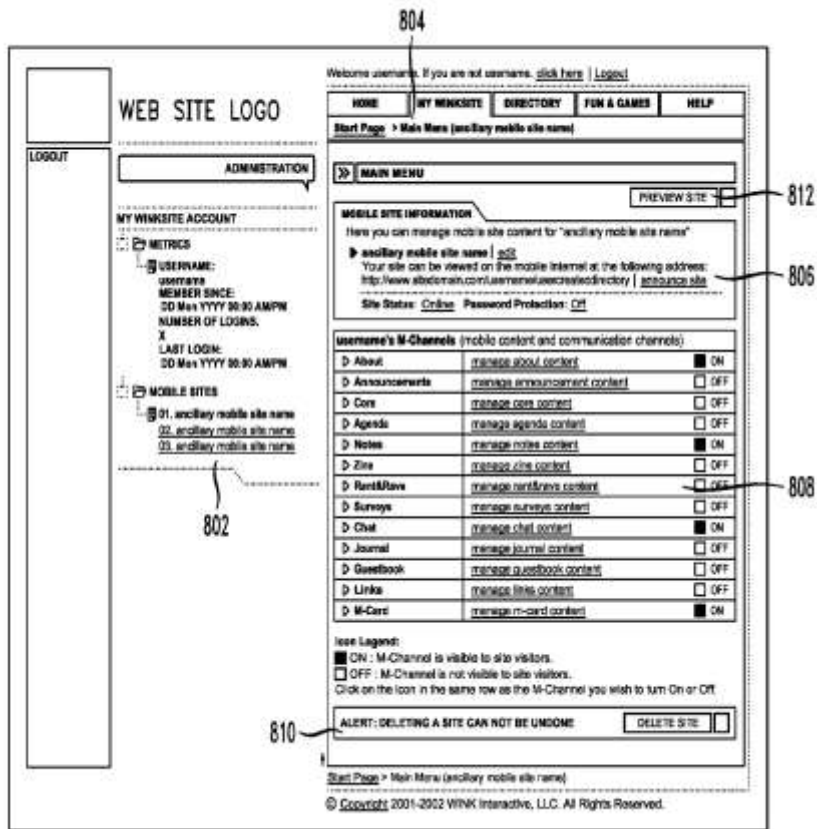 804
Welcome username. If you are not username, click here | Logout
WEB SITE LOGO
HOME MY WINKSITE DIRECTORY FUN & GAMES HELP
Start Page > Main Menu (ancillary mobile site name)
LOGOUT
ADMINISTRATION
MAIN MENU
PREVIEW SITE
812
MY WINKSITE ACCOUNT
METRICS
USERNAME:
username
MEMBER SINCE:
DD Mon YYYY 00:00 AM/PM
NUMBER OF LOGINS.
X
LAST LOGIN:
DD Mon YYYY 00:00 AM/PM
MOBILE SITES
01. ancillary mobile site name
02. ancillary mobile site name
03. ancillary mobile site name
802
MOBILE SITE INFORMATION
Here you can manage mobile site content for "ancillary mobile site name"
ancillary mobile site name | edit
Your site can be viewed on the mobile Internet at the following address:
http://www.sitedomain.com/username/usercreateddirectory | announce site
806
Site Status: Online Password Protection: Off
username's M-Channels (mobile content and communication channels)
About manage about content ON
Announcements manage announcement content OFF
Core manage core content OFF
Agenda manage agenda content OFF
Notes manage notes content ON
Zine manage zine content OFF
Rant&Rave manage rant&rave content OFF
808
Surveys manage surveys content OFF
Chat manage chat content ON
Journal manage journal content OFF
Guestbook manage guestbook content OFF
Links manage links content OFF
M-Card manage m-card content ON
Icon Legend:
ON : M-Channel is visible to site visitors.
OFF : M-Channel is not visible to site visitors.
Click on the icon in the same row as the M-Channel you wish to turn On or Off
810
ALERT: DELETING A SITE CAN NOT BE UNDONE DELETE SITE
Start Page > Main Menu (ancillary mobile site name)
© Copyright 2001-2002 WINK Interactive, LLC. All Rights Reserved.